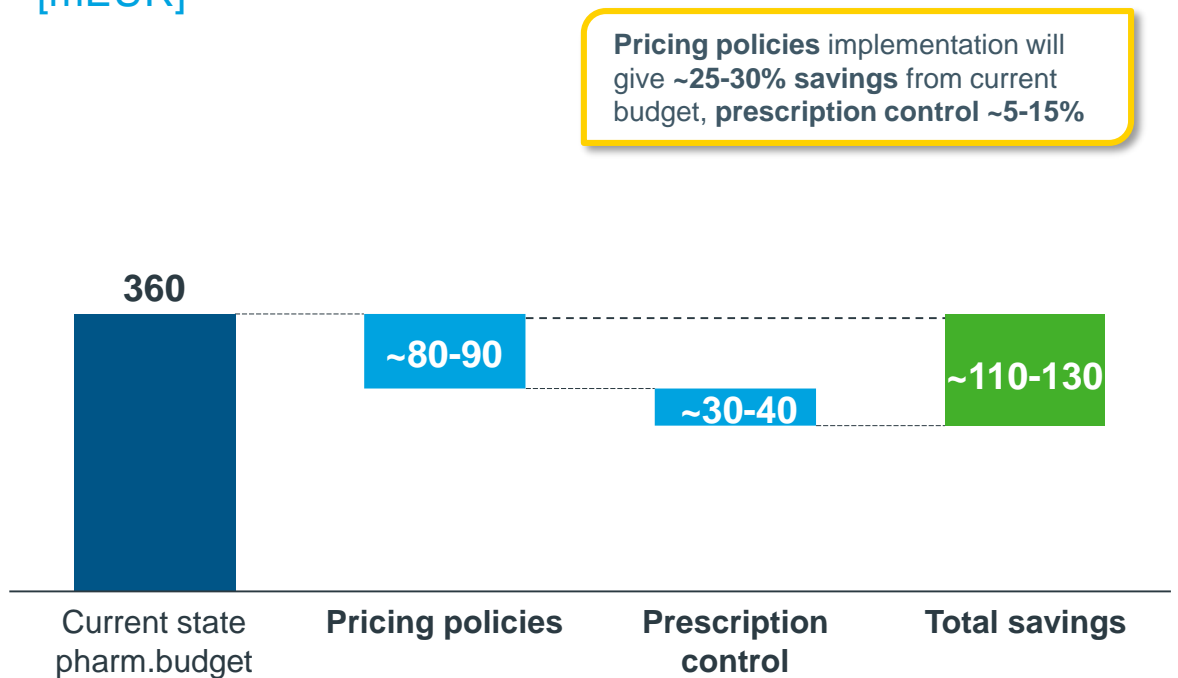 [mEUR]
Pricing policies implementation will
give ~25-30% savings from current
budget, prescription control ~5-15%
360
~80-90
~30-40
~110-130
Current state
pharm.budget
Pricing policies
Prescription
control
Total savings